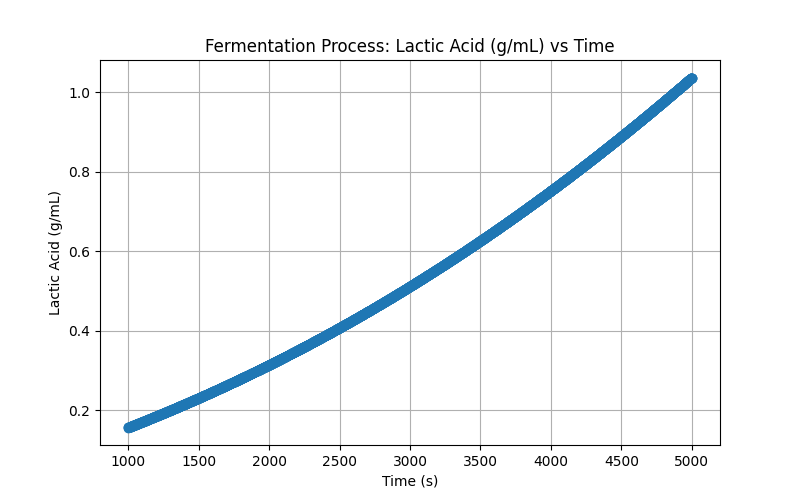 Fermentation Process: Lactic Acid (g/mL) vs Time
Lactic Acid (g/mL)
1.0
0.8
0.6
0.4
0.2
1000 1500 2000 2500 3000 3500 4000 4500 5000
Time (s)